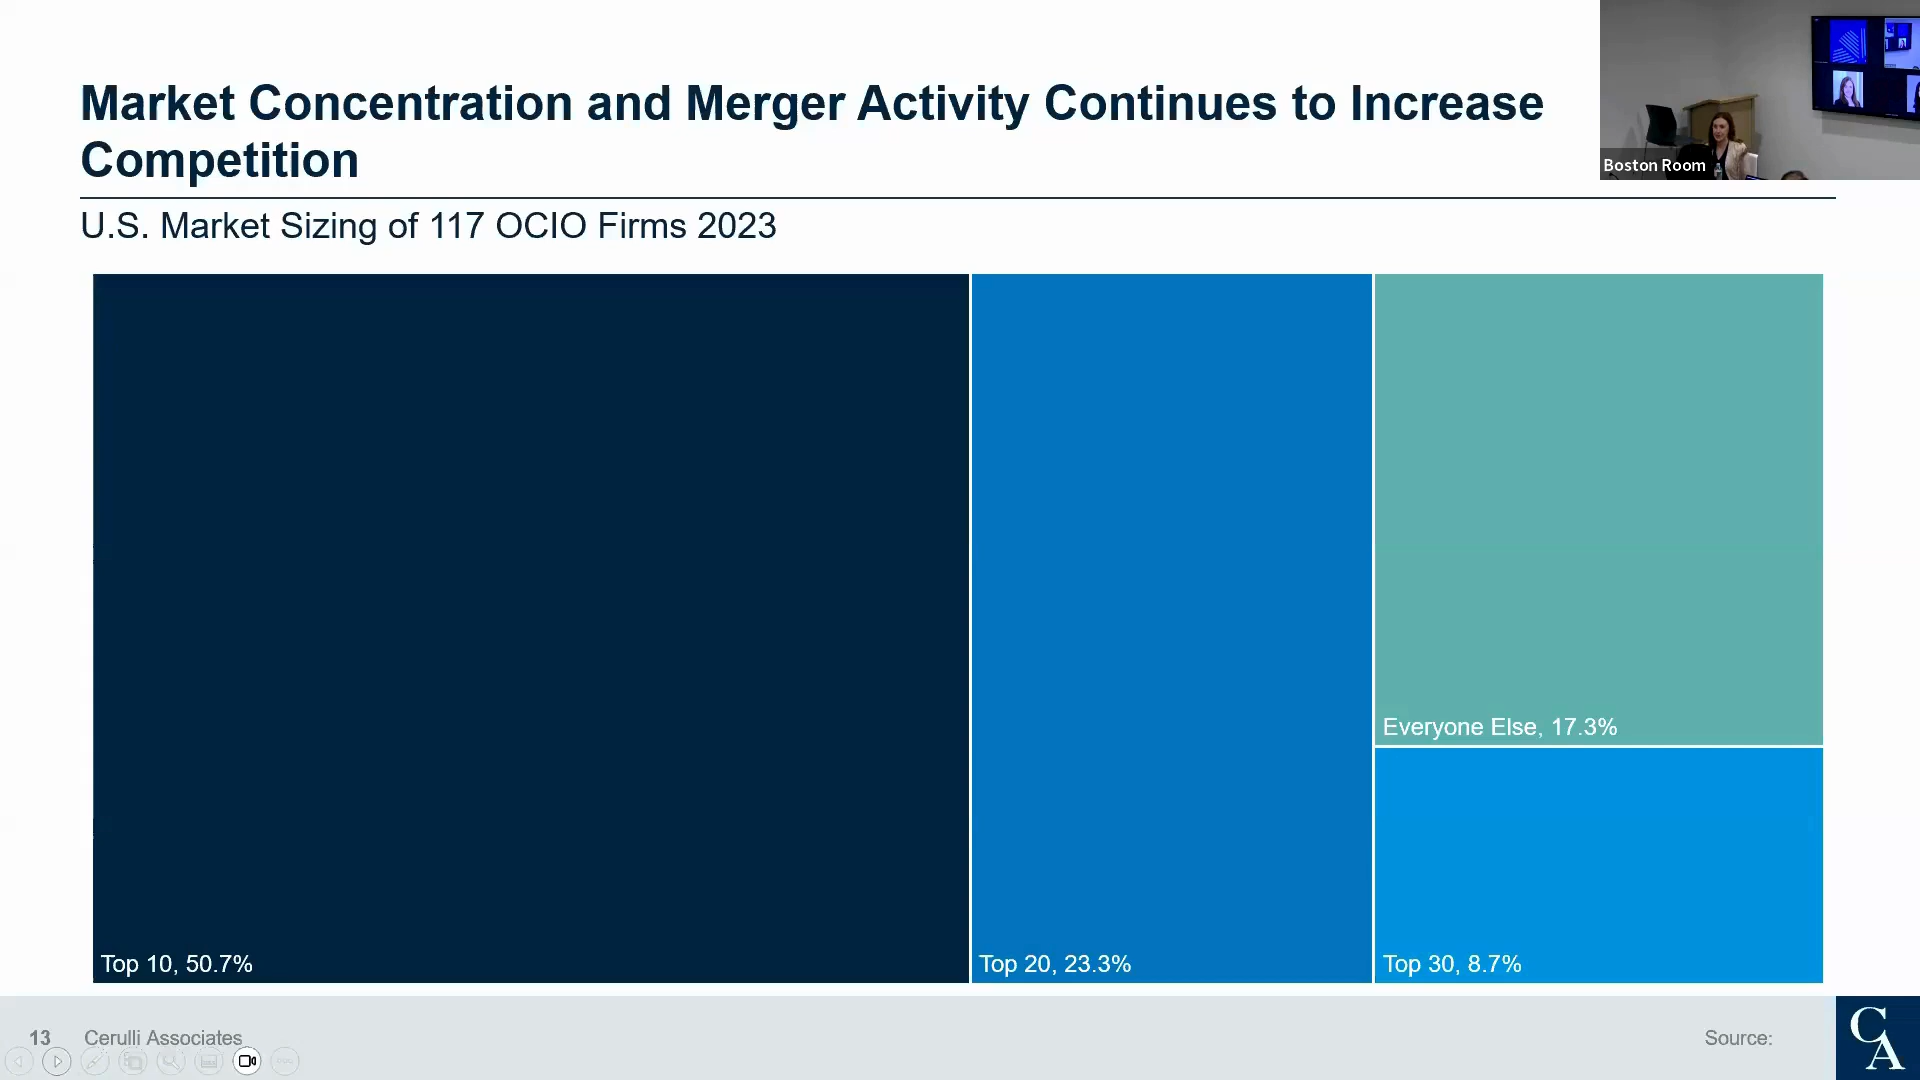 Market Concentration and Merger Activity Continues to Increase
Competition
Boston Room
U.S. Market Sizing of 117 OCIO Firms 2023
Everyone Else, 17.3%
Top 10, 50.7%
Top 20, 23.3%
Top 30, 8.7%
13
Cerulli Associates
Source:
CA